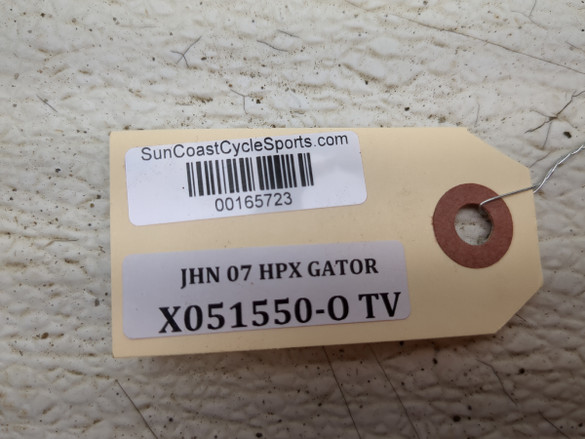 SunCoastCycleSports.com
00165723
JHN 07 HPX GATOR
X051550-O TV